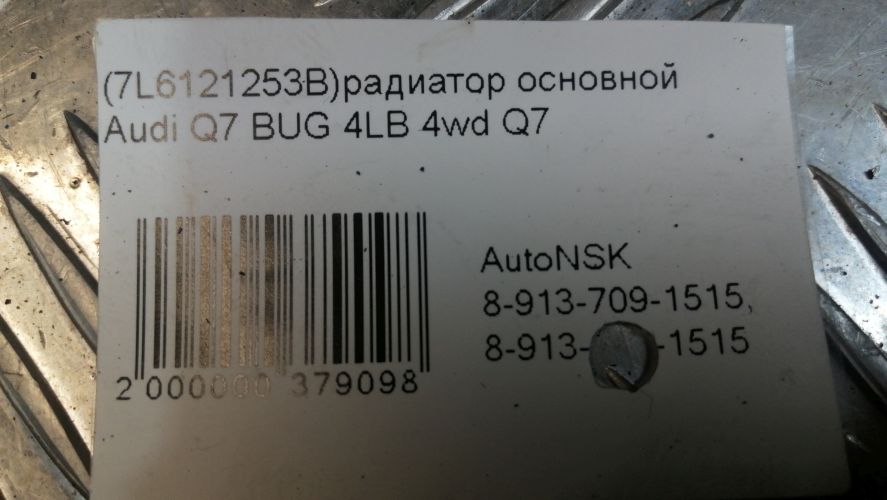 (7L6121253B)радиатор основной
Audi Q7 BUG 4LB 4wd Q7
AutoNSK
8-913-709-1515,
8-913- -1515
2 000000 379098